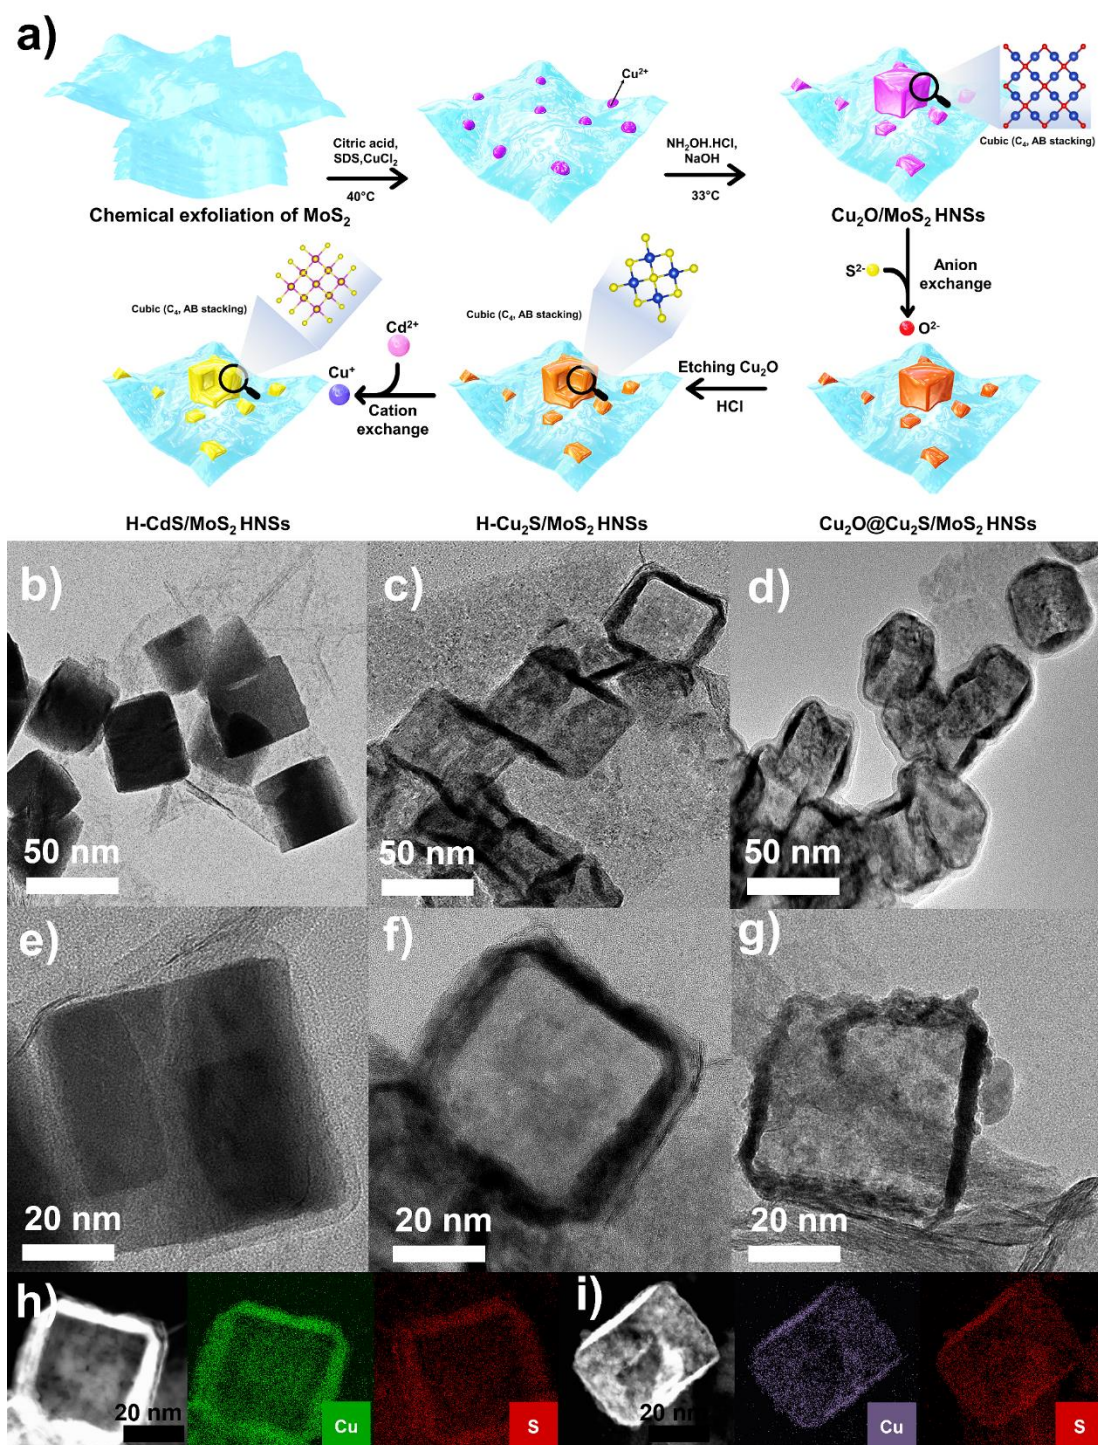 a)
Cu²⁺
Citric acid,
SDS,CuCl₂
40°C
NH₂OH.HCl,
NaOH
33°C
Cubic (C₄, AB stacking)
Chemical exfoliation of MoS₂
Cu₂O/MoS₂ HNSs
S²⁻
Anion
exchange
O²⁻
Cubic (C₄, AB stacking)
Cd²⁺
Cu⁺
Cation
exchange
Cubic (C₄, AB stacking)
Etching Cu₂O
HCl
H-CdS/MoS₂ HNSs
H-Cu₂S/MoS₂ HNSs
Cu₂O@Cu₂S/MoS₂ HNSs
b)
50 nm
c)
50 nm
d)
50 nm
e)
20 nm
f)
20 nm
g)
20 nm
h)
20 nm
Cu
S
i)
20 nm
Cu
S